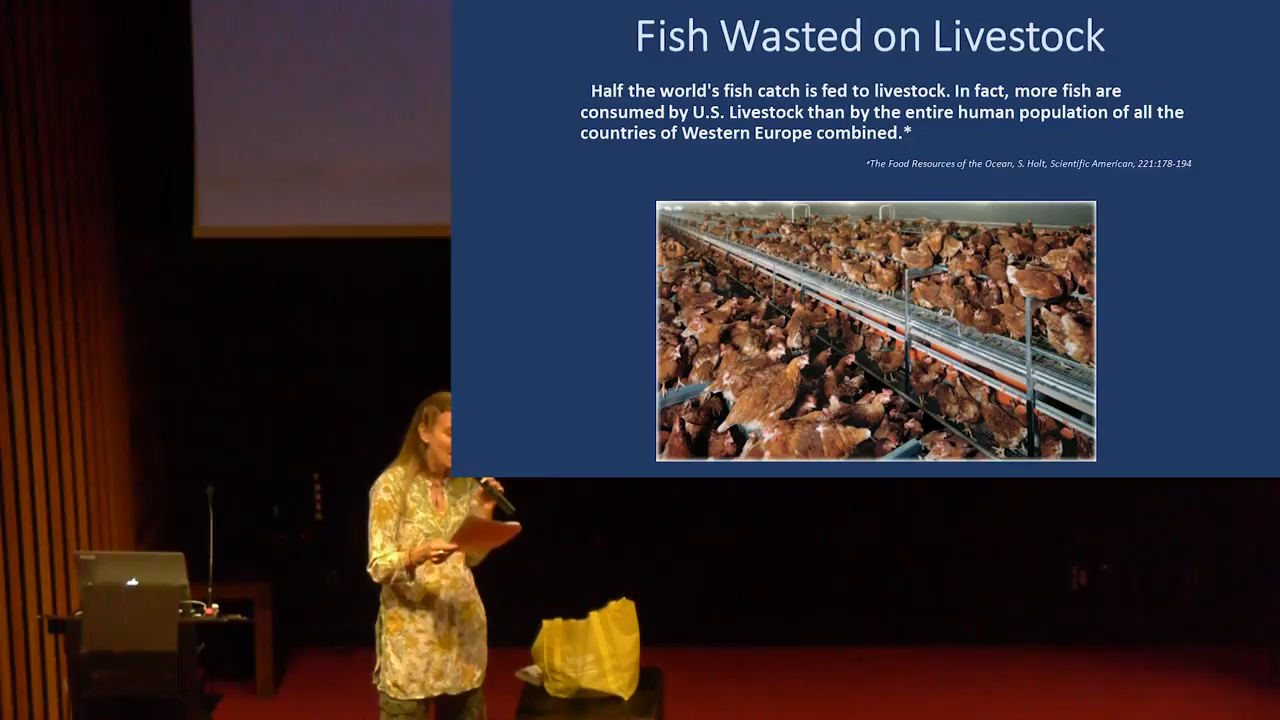 Fish Wasted on Livestock
Half the world's fish catch is fed to livestock. In fact, more fish are
consumed by U.S. Livestock than by the entire human population of all the
countries of Western Europe combined.*
*The Food Resources of the Ocean, S. Holt, Scientific American, 221:178-194